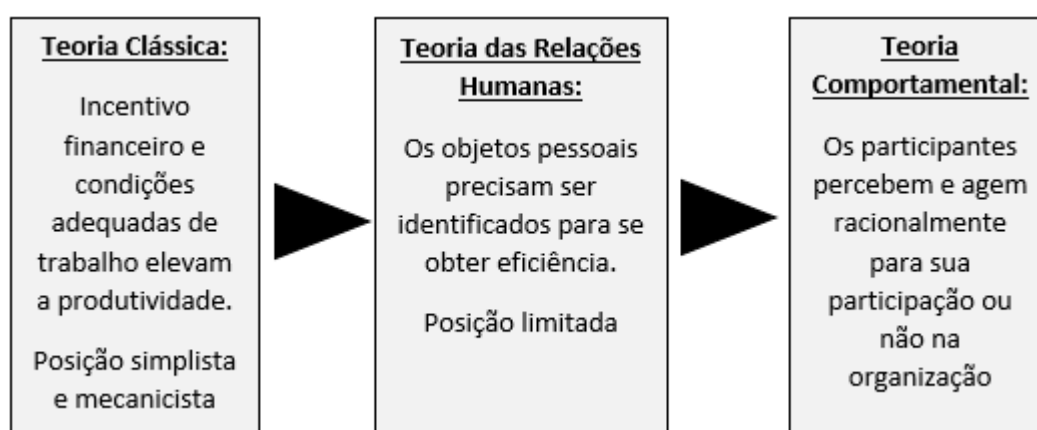 Teoria Clássica:
Incentivo
financeiro e
condições
adequadas de
trabalho elevam
a produtividade.
Posição simplista
e mecanicista
Teoria das Relações
Humanas:
Os objetos pessoais
precisam ser
identificados para se
obter eficiência.
Posição limitada
Teoria
Comportamental:
Os participantes
percebem e agem
racionalmente
para sua
participação ou
não na
organização